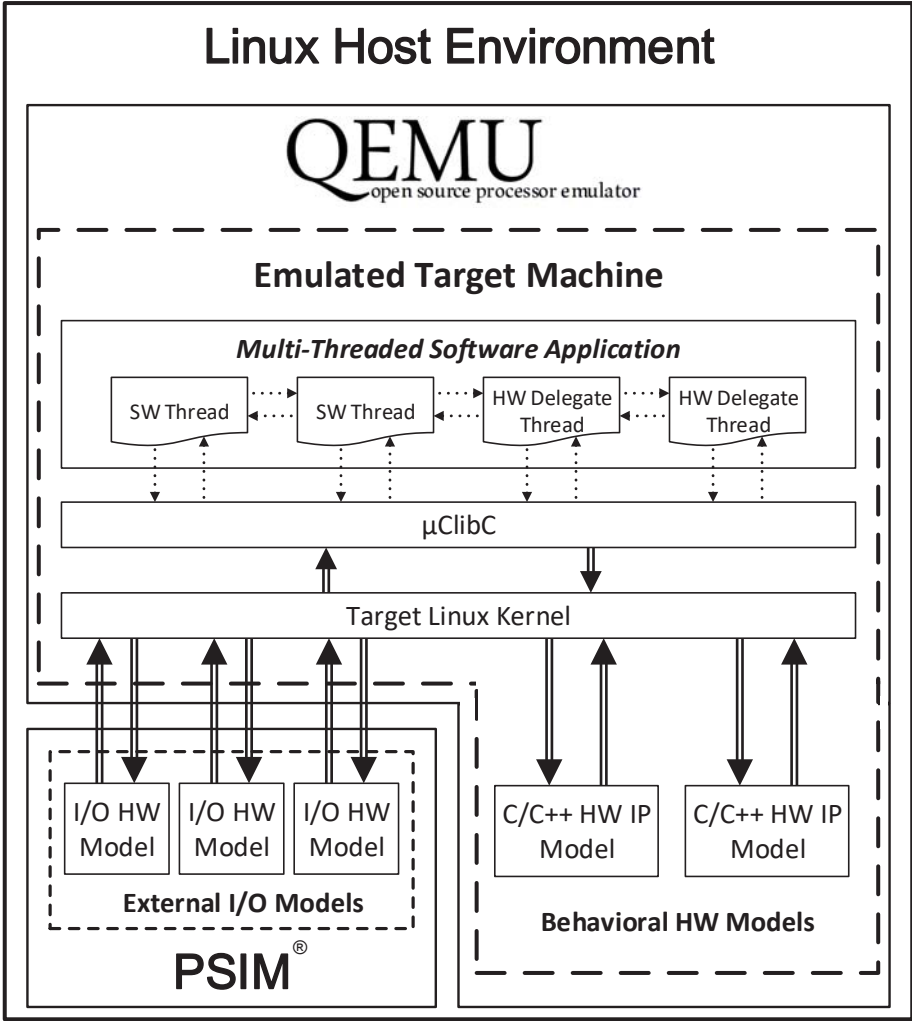 Linux Host Environment
QEMU
open source processor emulator
Emulated Target Machine
Multi-Threaded Software Application
SW Thread
SW Thread
HW Delegate
Thread
HW Delegate
Thread
µClibC
Target Linux Kernel
I/O HW
Model
I/O HW
Model
I/O HW
Model
External I/O Models
PSIM®
C/C++ HW IP
Model
C/C++ HW IP
Model
Behavioral HW Models